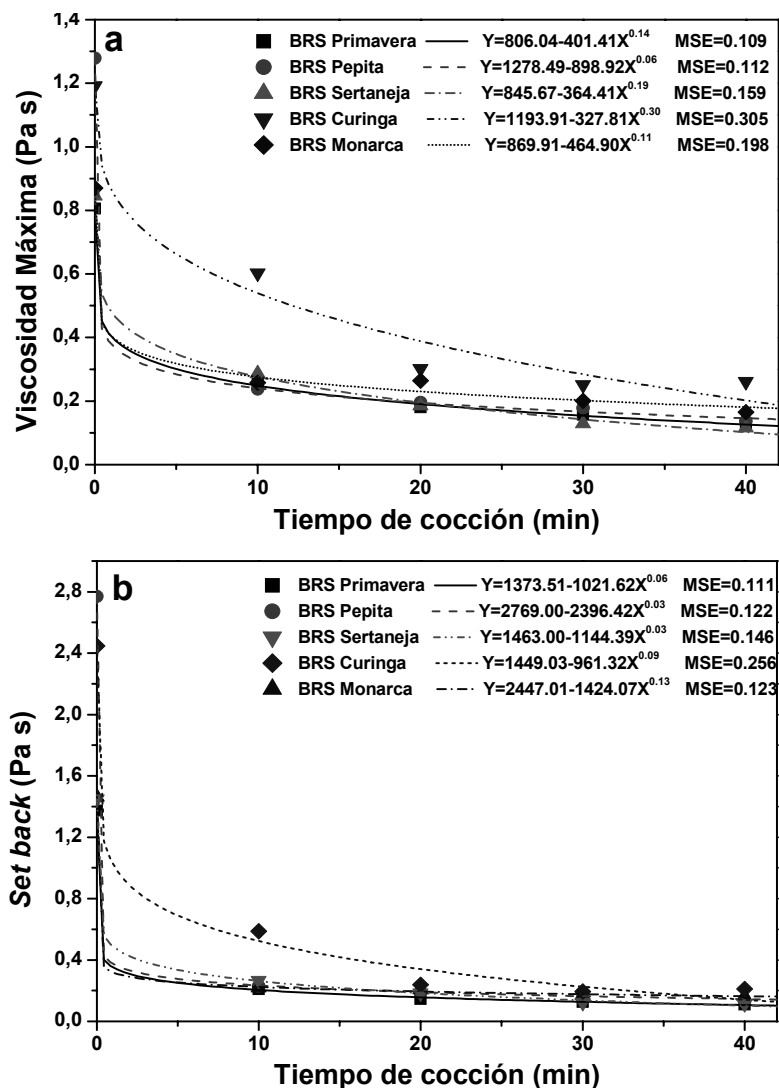 a
BRS Primavera Y=806.04-401.41X^0.14 MSE=0.109
BRS Pepita Y=1278.49-898.92X^0.06 MSE=0.112
BRS Sertaneja Y=845.67-364.41X^0.19 MSE=0.159
BRS Curinga Y=1193.91-327.81X^0.30 MSE=0.305
BRS Monarca Y=869.91-464.90X^0.11 MSE=0.198
Viscosidad Máxima (Pa s)
1,4
1,2
1,0
0,8
0,6
0,4
0,2
0,0
0 10 20 30 40
Tiempo de cocción (min)
b
BRS Primavera Y=1373.51-1021.62X^0.06 MSE=0.111
BRS Pepita Y=2769.00-2396.42X^0.03 MSE=0.122
BRS Sertaneja Y=1463.00-1144.39X^0.03 MSE=0.146
BRS Curinga Y=1449.03-961.32X^0.09 MSE=0.256
BRS Monarca Y=2447.01-1424.07X^0.13 MSE=0.123
Set back (Pa s)
2,8
2,4
2,0
1,6
1,2
0,8
0,4
0,0
0 10 20 30 40
Tiempo de cocción (min)